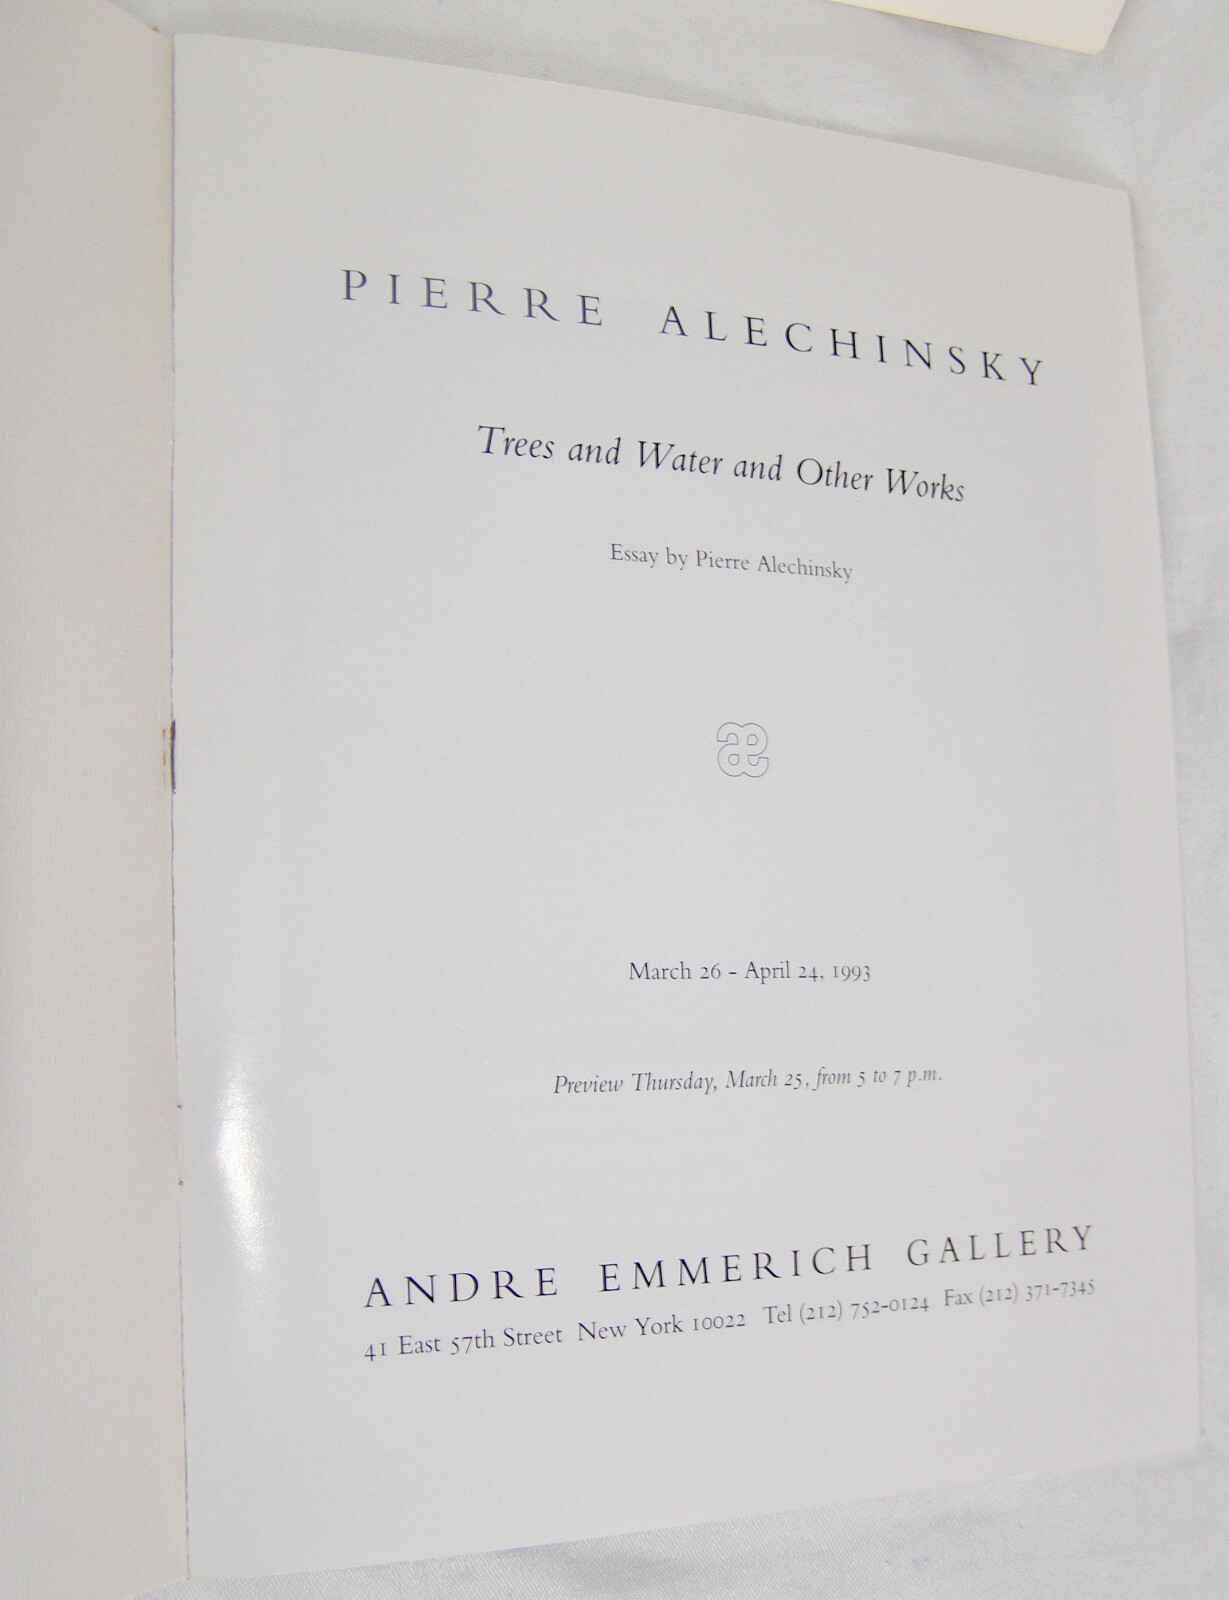 PIERRE ALECHINSKY
Trees and Water and Other Works
Essay by Pierre Alechinsky
æ
March 26 - April 24, 1993
Preview Thursday, March 25, from 5 to 7 p.m.
ANDRE EMMERICH GALLERY
41 East 57th Street New York 10022 Tel (212) 752-0124 Fax (212) 371-7345